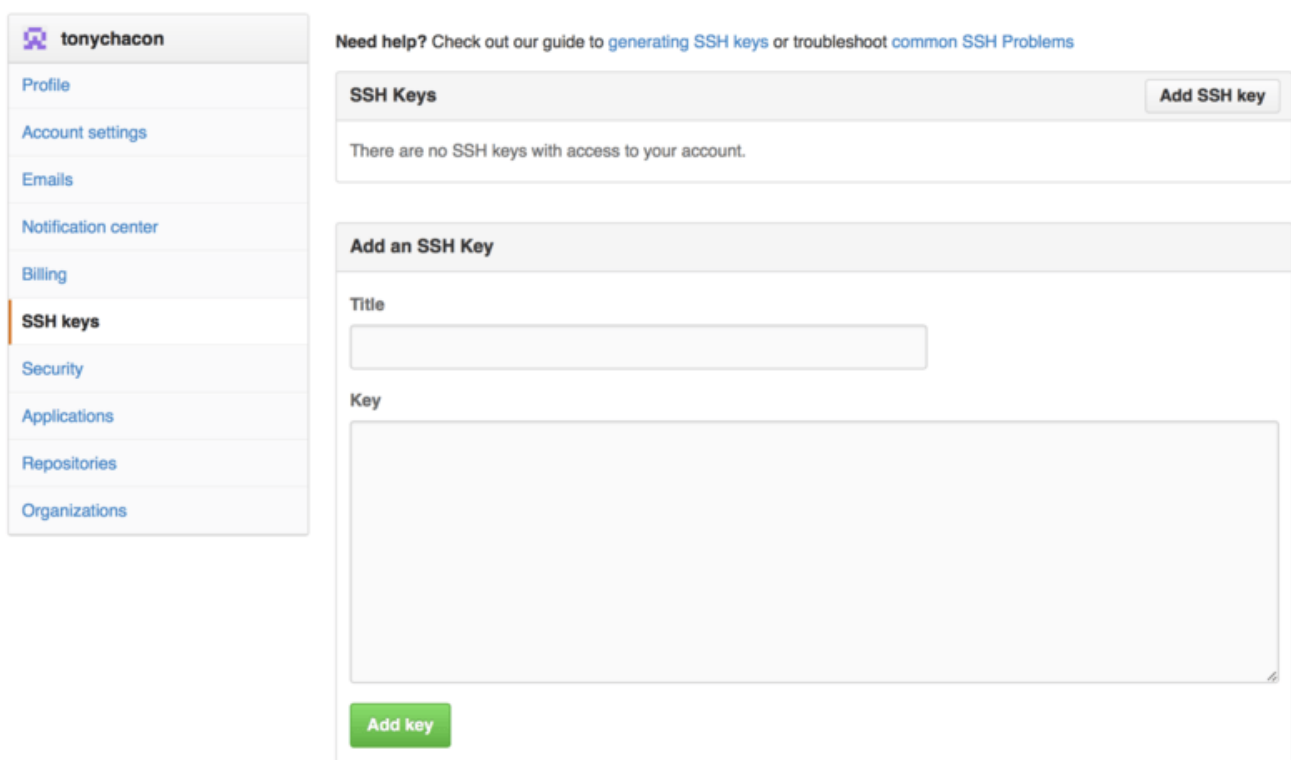 tonychacon
Profile
Account settings
Emails
Notification center
Billing
SSH keys
Security
Applications
Repositories
Organizations
Need help? Check out our guide to generating SSH keys or troubleshoot common SSH Problems
SSH Keys
Add SSH key
There are no SSH keys with access to your account.
Add an SSH Key
Title
Key
Add key